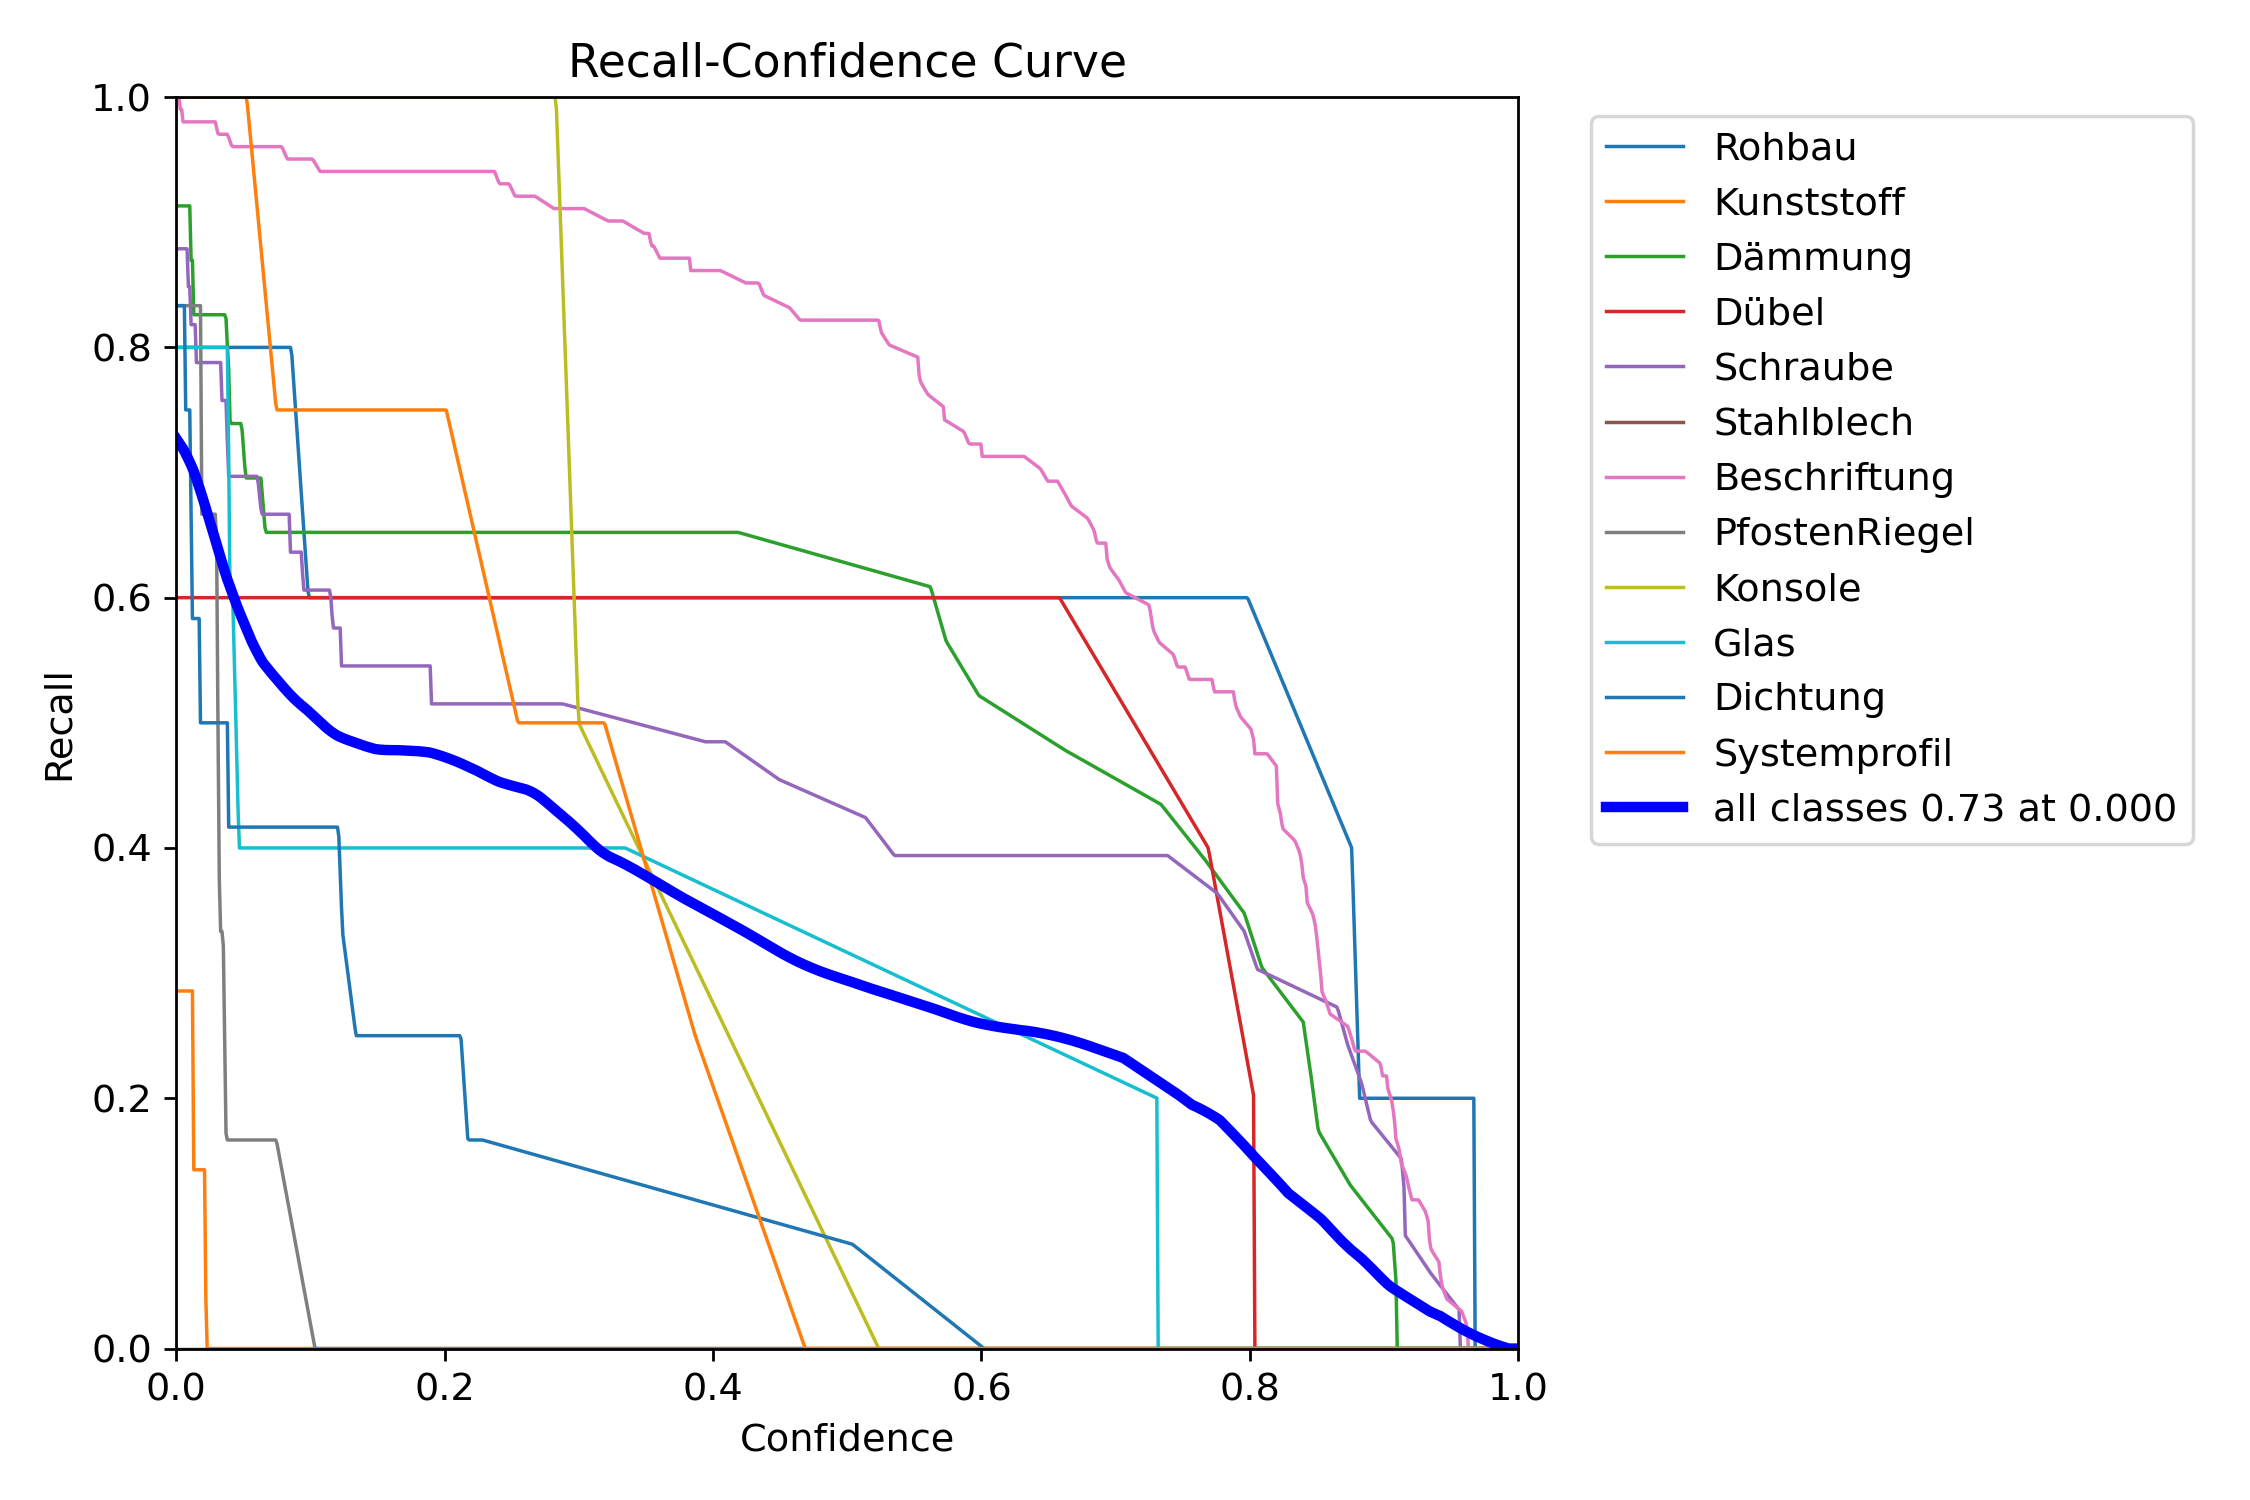 Recall-Confidence Curve
1.0
0.8
0.6
0.4
0.2
0.0
Recall
0.0 0.2 0.4 0.6 0.8 1.0
Confidence
Rohbau
Kunststoff
Dämmung
Dübel
Schraube
Stahlblech
Beschriftung
PfostenRiegel
Konsole
Glas
Dichtung
Systemprofil
all classes 0.73 at 0.000